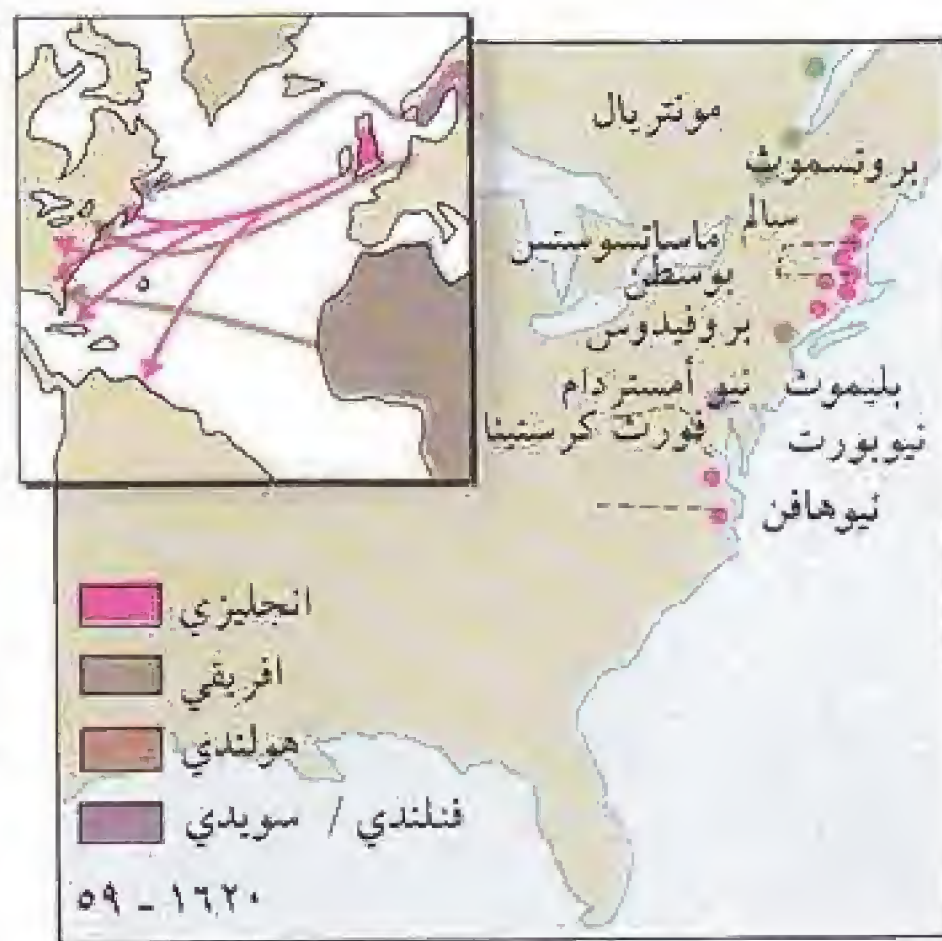 مونتريال
بروتسموث
سالم
ماساتسوستس
بوسطن
بروفيدوس
نيو أمستردام
بليموث
فورت كرستينا
نيوبورت
نيوهافن
انجليزي
افريقي
هولندي
فنلندي / سويدي
١٦٢٠ - ٥٩